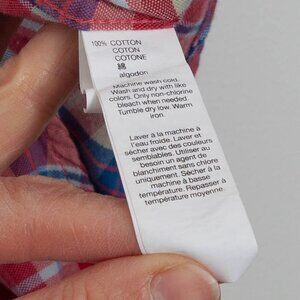 100% COTTON
COTON
COTONE
綿
algodon
Machine wash cold.
Wash and dry with like
colors. Only non-chlorine
bleach when needed
Tumble dry low. Warm
iron.
Laver à la machine à
l'eau froide. Laver et
sécher avec des couleurs
semblables. Utiliser au
besoin un agent de
blanchiment sans chlore
uniquement. Sécher à la
machine à basse
température. Repasser à
température moyenne.